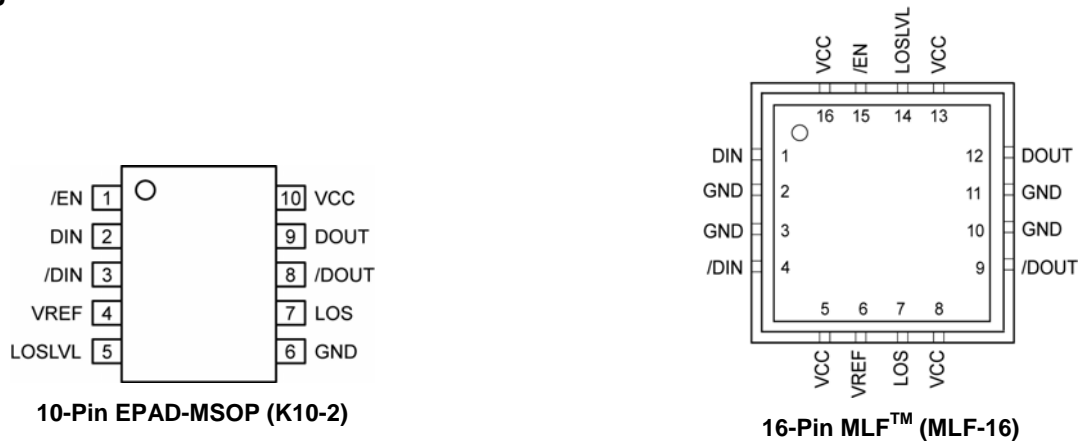 /EN 1 10 VCC
DIN 2 9 DOUT
/DIN 3 8 /DOUT
VREF 4 7 LOS
LOSLVL 5 6 GND
10-Pin EPAD-MSOP (K10-2)
VCC /EN LOSLVL VCC
16 15 14 13
DIN 1 12 DOUT
GND 2 11 GND
GND 3 10 GND
/DIN 4 9 /DOUT
5 6 7 8
VCC VREF LOS VCC
16-Pin MLF™ (MLF-16)